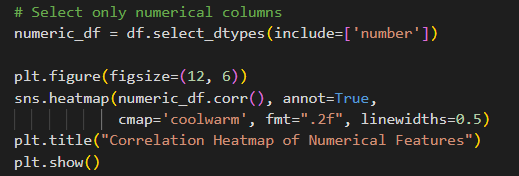 # Select only numerical columns
numeric_df = df.select_dtypes(include=['number'])
plt.figure(figsize=(12, 6))
sns.heatmap(numeric_df.corr(), annot=True,
            cmap='coolwarm', fmt=".2f", linewidths=0.5)
plt.title("Correlation Heatmap of Numerical Features")
plt.show()